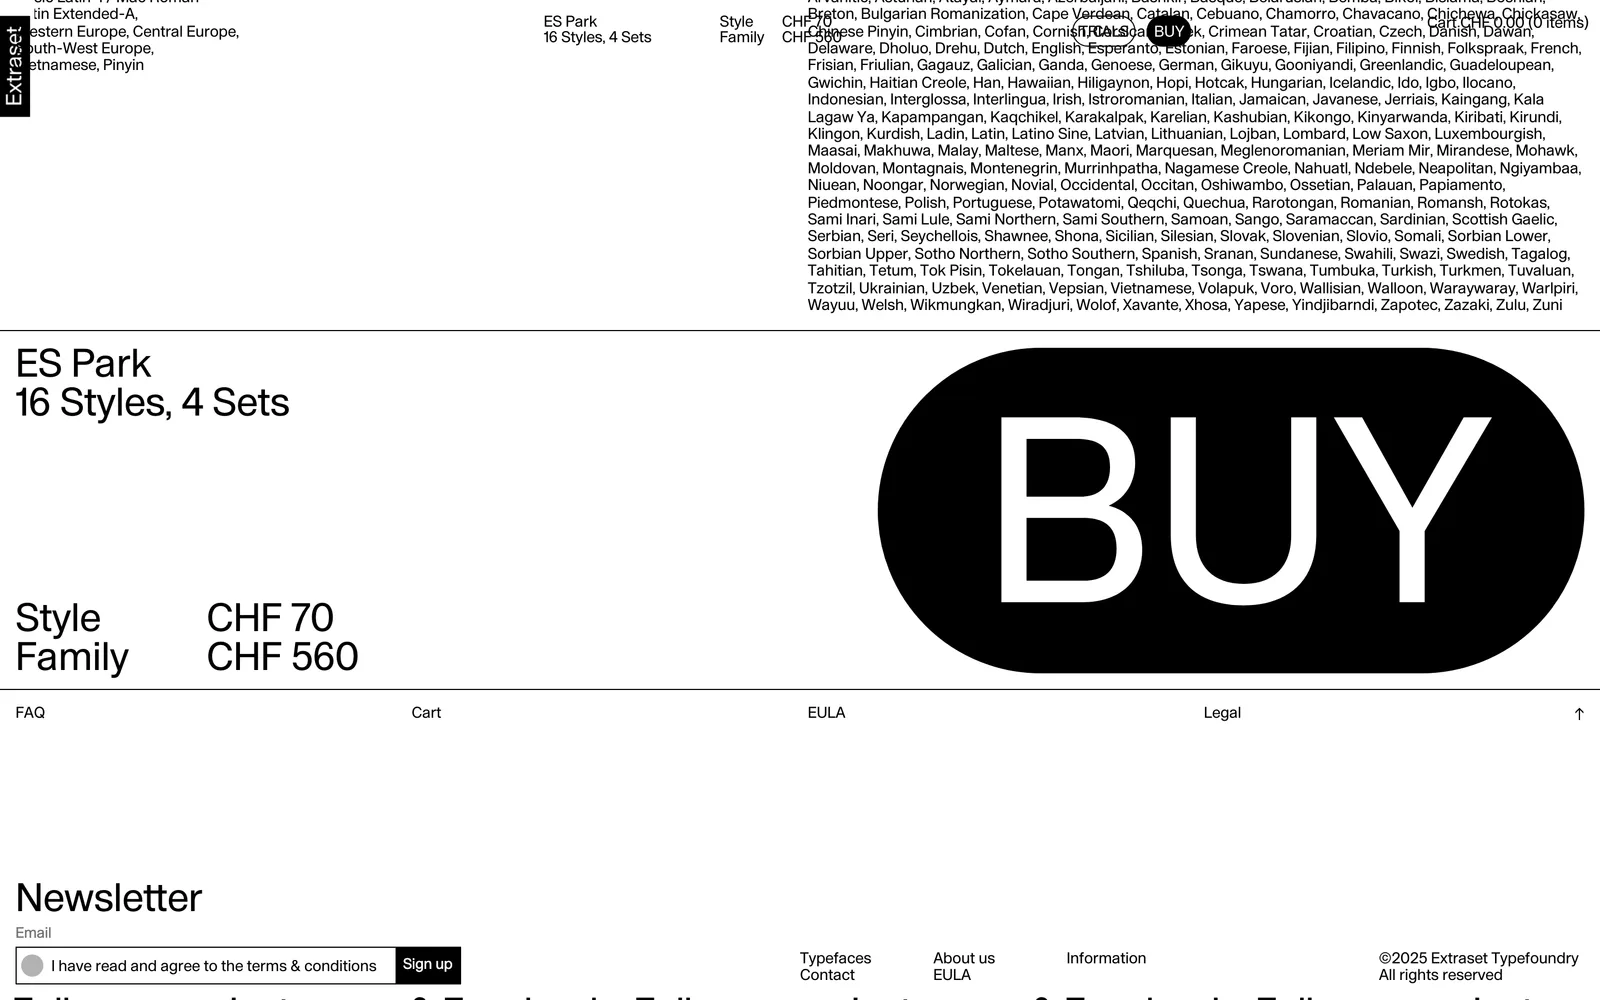 tin Extended-A,
estern Europe, Central Europe,
outh-West Europe,
etnamese, Pinyin
Extraset
ES Park
16 Styles, 4 Sets
Style CHF 70
Family CHF 560
TRIALS
BUY
Cart CHF 0.00 (0 items)
Breton, Bulgarian Romanization, Cape Verdean, Catalan, Cebuano, Chamorro, Chavacano, Chichewa, Chickasaw,
Chinese Pinyin, Cimbrian, Cofan, Cornish, Crimean Tatar, Croatian, Czech, Danish, Dawan,
Delaware, Dholuo, Drehu, Dutch, English, Esperanto, Estonian, Faroese, Fijian, Filipino, Finnish, Folkspraak, French,
Frisian, Friulian, Gagauz, Galician, Ganda, Genoese, German, Gikuyu, Gooniyandi, Greenlandic, Guadeloupean,
Gwichin, Haitian Creole, Han, Hawaiian, Hiligaynon, Hopi, Hotcak, Hungarian, Icelandic, Ido, Igbo, Ilocano,
Indonesian, Interglossa, Interlingua, Irish, Istroromanian, Italian, Jamaican, Javanese, Jerriais, Kaingang, Kala
Lagaw Ya, Kapampangan, Kaqchikel, Karakalpak, Karelian, Kashubian, Kikongo, Kinyarwanda, Kiribati, Kirundi,
Klingon, Kurdish, Ladin, Latin, Latino Sine, Latvian, Lithuanian, Lojban, Lombard, Low Saxon, Luxembourgish,
Maasai, Makhuwa, Malay, Maltese, Manx, Maori, Marquesan, Meglenoromanian, Meriam Mir, Mirandese, Mohawk,
Moldovan, Montagnais, Montenegrin, Murrinhpatha, Nagamese Creole, Nahuatl, Ndebele, Neapolitan, Ngiyambaa,
Niuean, Noongar, Norwegian, Novial, Occidental, Occitan, Oshiwambo, Ossetian, Palauan, Papiamento,
Piedmontese, Polish, Portuguese, Potawatomi, Qeqchi, Quechua, Rarotongan, Romanian, Romansh, Rotokas,
Sami Inari, Sami Lule, Sami Northern, Sami Southern, Samoan, Sango, Saramaccan, Sardinian, Scottish Gaelic,
Serbian, Seri, Seychellois, Shawnee, Shona, Sicilian, Silesian, Slovak, Slovenian, Slovio, Somali, Sorbian Lower,
Sorbian Upper, Sotho Northern, Sotho Southern, Spanish, Sranan, Sundanese, Swahili, Swazi, Swedish, Tagalog,
Tahitian, Tetum, Tok Pisin, Tokelauan, Tongan, Tshiluba, Tsonga, Tswana, Tumbuka, Turkish, Turkmen, Tuvaluan,
Tzotzil, Ukrainian, Uzbek, Venetian, Vepsian, Vietnamese, Volapuk, Voro, Wallisian, Walloon, Waraywaray, Warlpiri,
Wayuu, Welsh, Wikmungkan, Wiradjuri, Wolof, Xavante, Xhosa, Yapese, Yindjibarndi, Zapotec, Zazaki, Zulu, Zuni
ES Park
16 Styles, 4 Sets
BUY
Style CHF 70
Family CHF 560
FAQ Cart EULA Legal ↑
Newsletter
Email
I have read and agree to the terms & conditions
Sign up
Typefaces About us Information
Contact EULA
©2025 Extraset Typefoundry
All rights reserved